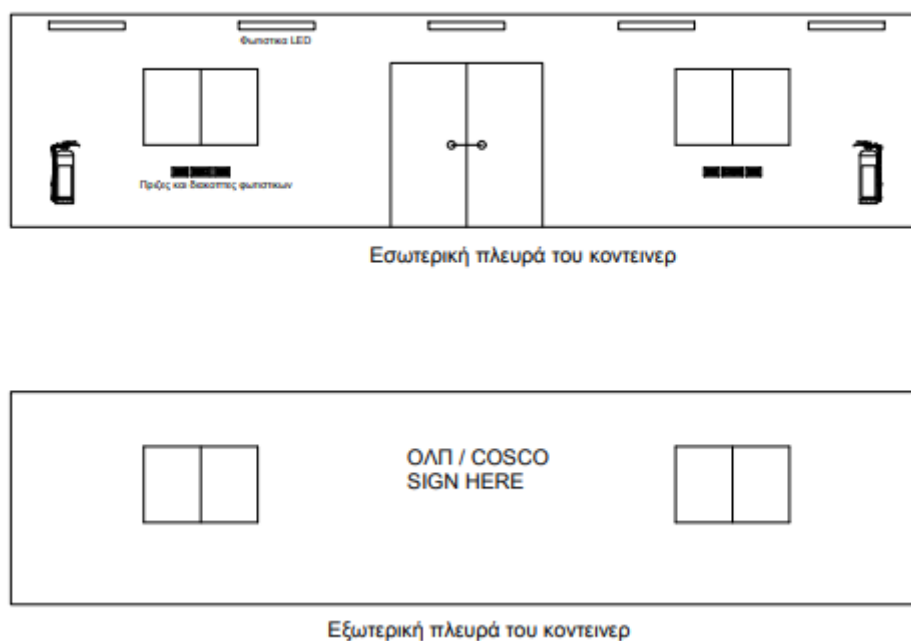 Φωτιστικα LED
Πριζες και διακοπτες φωτιστικων
Εσωτερική πλευρά του κοντεινερ
ΟΛΠ / COSCO
SIGN HERE
Εξωτερική πλευρά του κοντεινερ